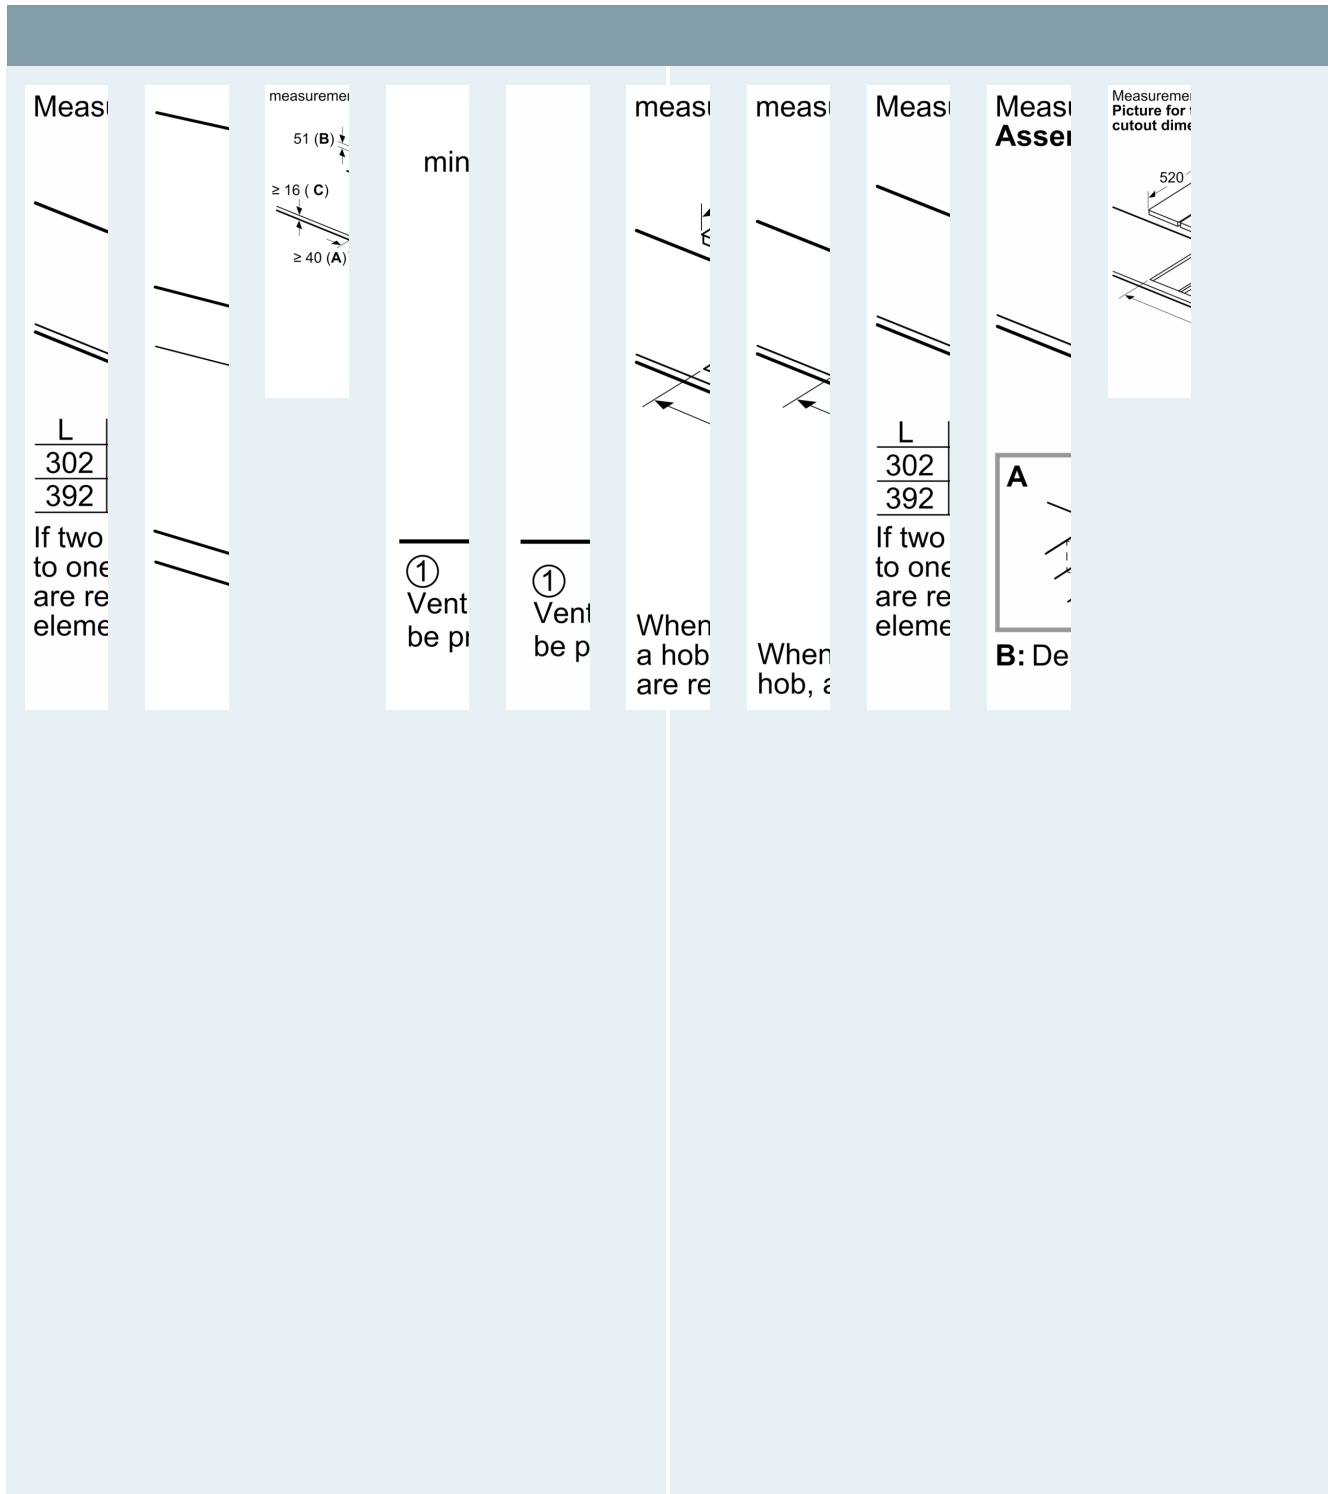 Meas
L
302
392
If two
to one
are re
eleme
measureme
51 (B)
≥ 16 ( C)
≥ 40 (A)
min
1
Vent
be pr
1
Vent
be p
meas
When
a hob
are re
meas
When
hob, a
Meas
L
302
392
If two
to one
are re
eleme
Meas
Asser
A
B: De
Measureme
Picture for
cutout dime
520